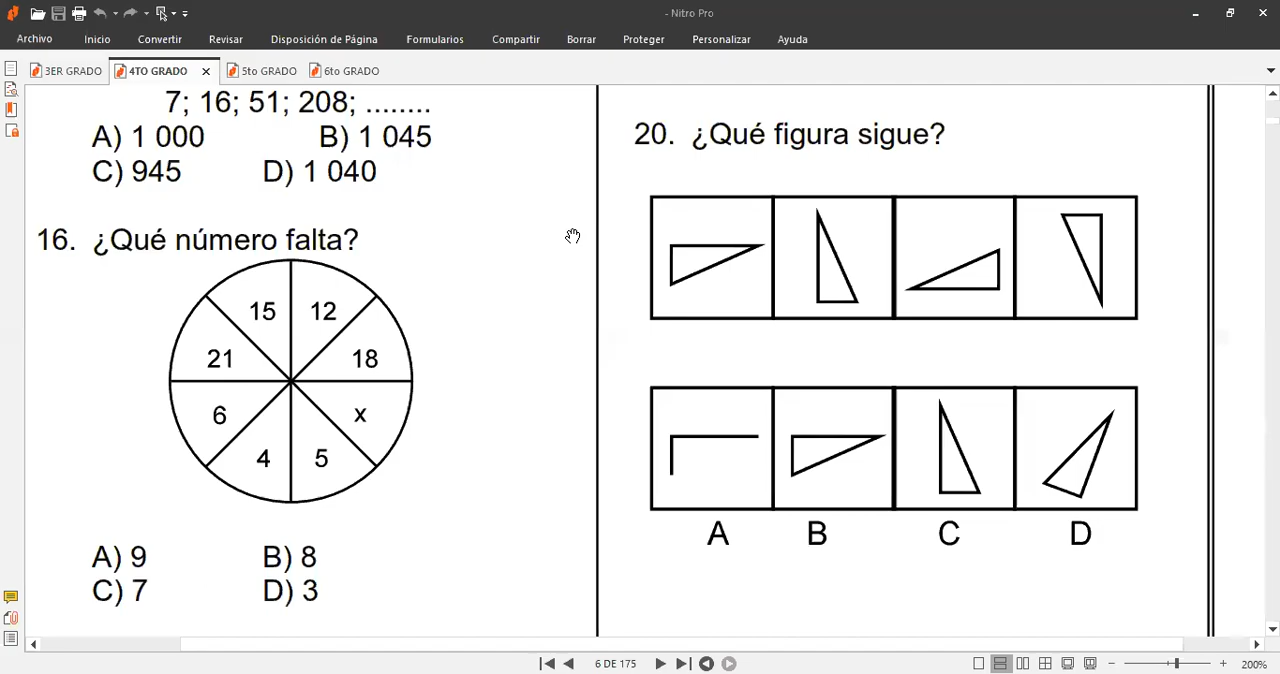 - Nitro Pro
Archivo Inicio Convertir Revisar Disposición de Página Formularios Compartir Borrar Proteger Personalizar Ayuda
3ER GRADO 4TO GRADO 5to GRADO 6to GRADO
7; 16; 51; 208; ........
A) 1 000 B) 1 045
C) 945 D) 1 040
16. ¿Qué número falta?
15 12
21 18
6 x
4 5
A) 9 B) 8
C) 7 D) 3
20. ¿Qué figura sigue?
A B C D
6 DE 175
200%